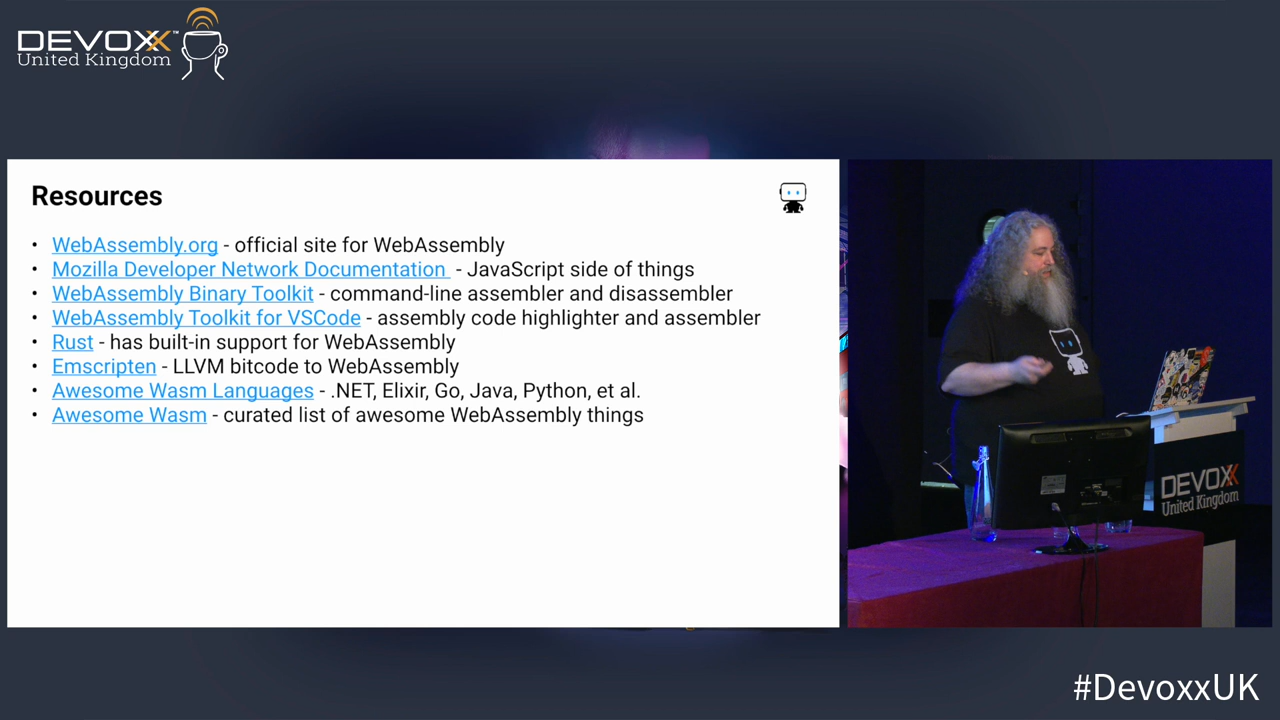 DEVOXX™
United Kingdom
Resources
• WebAssembly.org - official site for WebAssembly
• Mozilla Developer Network Documentation - JavaScript side of things
• WebAssembly Binary Toolkit - command-line assembler and disassembler
• WebAssembly Toolkit for VSCode - assembly code highlighter and assembler
• Rust - has built-in support for WebAssembly
• Emscripten - LLVM bitcode to WebAssembly
• Awesome Wasm Languages - .NET, Elixir, Go, Java, Python, et al.
• Awesome Wasm - curated list of awesome WebAssembly things
DEVOXX
United Kingdom
#DevoxxUK